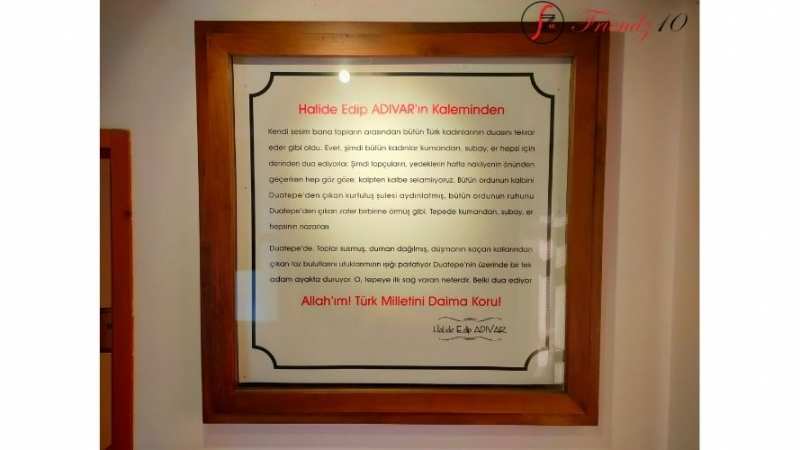 Frendz 10
Halide Edip ADIVAR'ın Kaleminden
Kendi sesim bana topların arasından bütün Türk kadınlarının duasını tekrar
eder gibi oldu. Evet, şimdi bütün kadınlar kumandan, subay, er hepsi için
derinden dua ediyorlar. Şimdi topçuların, yedeklerin hatta nakliyenin önünden
geçerken hep göz göze, kalpten kalbe selamlıyoruz. Bütün ordunun kalbini
Duatepe'den çıkan kurtuluş şulesi aydınlatmış, bütün ordunun ruhunu
Duatepe'den çıkan zafer birbirine örmüş gibi. Tepede kumandan, subay, er
hepsinin nazarları
Duatepe'de. Toplar susmuş, duman dağılmış, düşmanın kaçan kollarından
çıkan toz bulutlarını ufuklarının ışığı parlatıyor Duatepe'nin üzerinde bir tek
adam ayakta duruyor. O, tepeye ilk sağ varan neferdir. Belki dua ediyor
Allah'ım! Türk Milletini Daima Koru!
Halide Edip ADIVAR